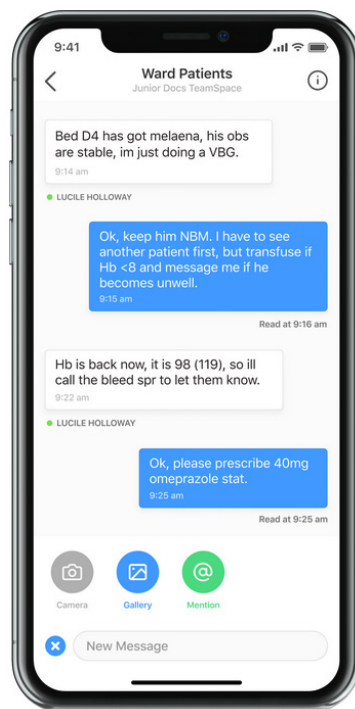 9:41
Ward Patients
Junior Docs TeamSpace
Bed D4 has got melaena, his obs
are stable, im just doing a VBG.
9:14 am
LUCILE HOLLOWAY
Ok, keep him NBM. I have to see
another patient first, but transfuse if
Hb <8 and message me if he
becomes unwell.
9:15 am
Read at 9:16 am
Hb is back now, it is 98 (119), so ill
call the bleed spr to let them know.
9:22 am
LUCILE HOLLOWAY
Ok, please prescribe 40mg
omeprazole stat.
9:25 am
Read at 9:25 am
Camera
Gallery
Mention
New Message